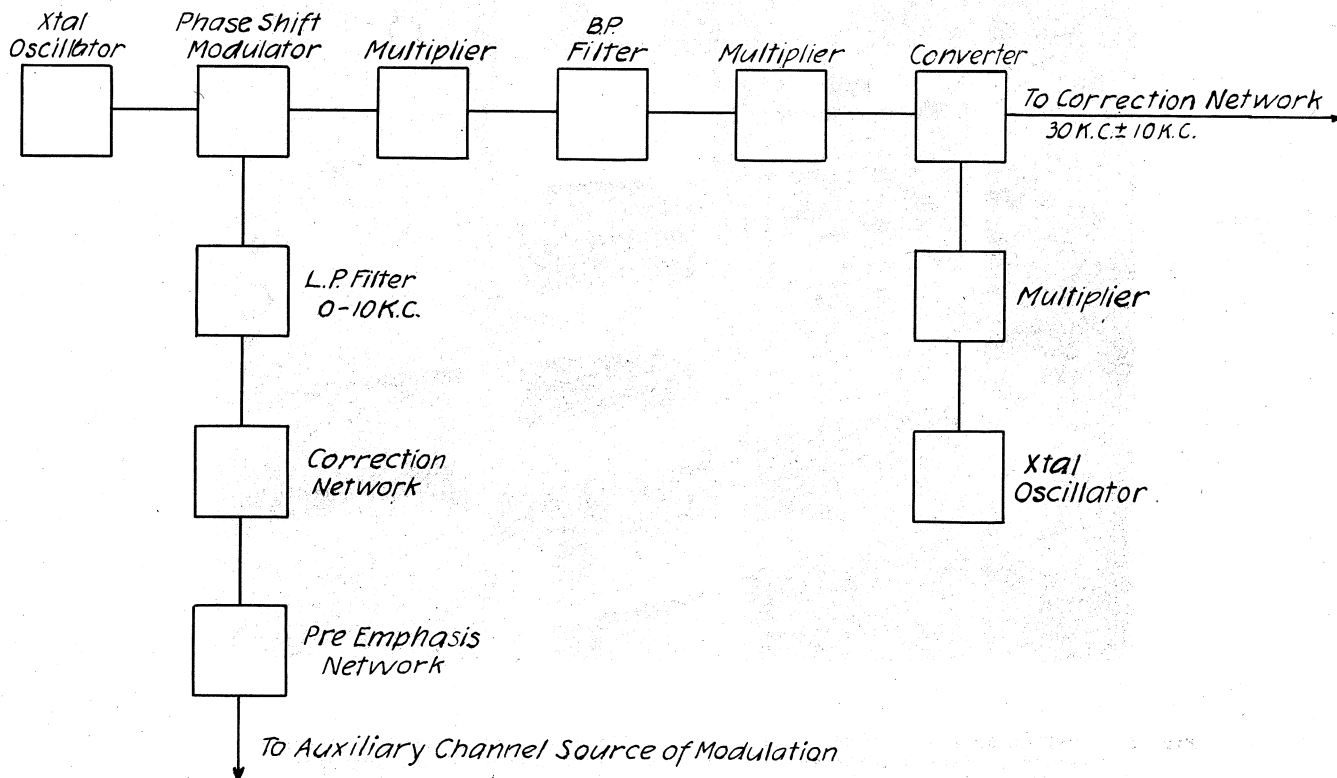 Xtal
Oscillator
Phase Shift
Modulator
Multiplier
B.P.
Filter
Multiplier
Converter
To Correction Network
30 K.C. ± 10 K.C.
L.P. Filter
0-10 K.C.
Multiplier
Correction
Network
Xtal
Oscillator
Pre Emphasis
Network
To Auxiliary Channel Source of Modulation